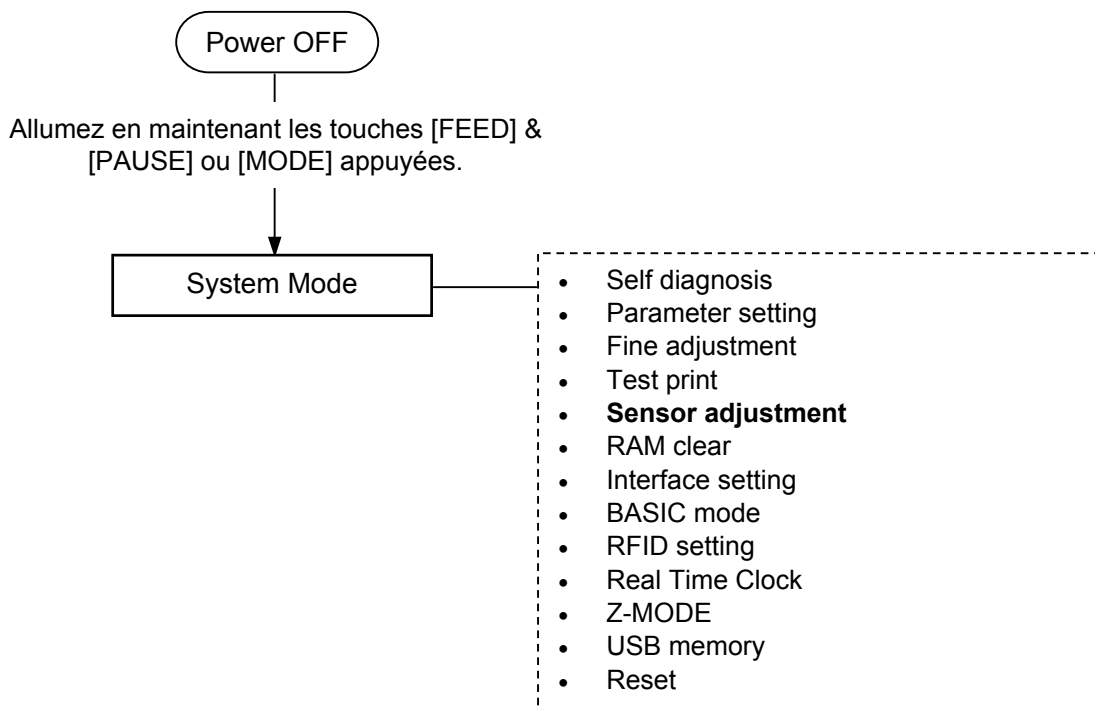 Power OFF
Allumez en maintenant les touches [FEED] &
[PAUSE] ou [MODE] appuyées.
System Mode
• Self diagnosis
• Parameter setting
• Fine adjustment
• Test print
• Sensor adjustment
• RAM clear
• Interface setting
• BASIC mode
• RFID setting
• Real Time Clock
• Z-MODE
• USB memory
• Reset